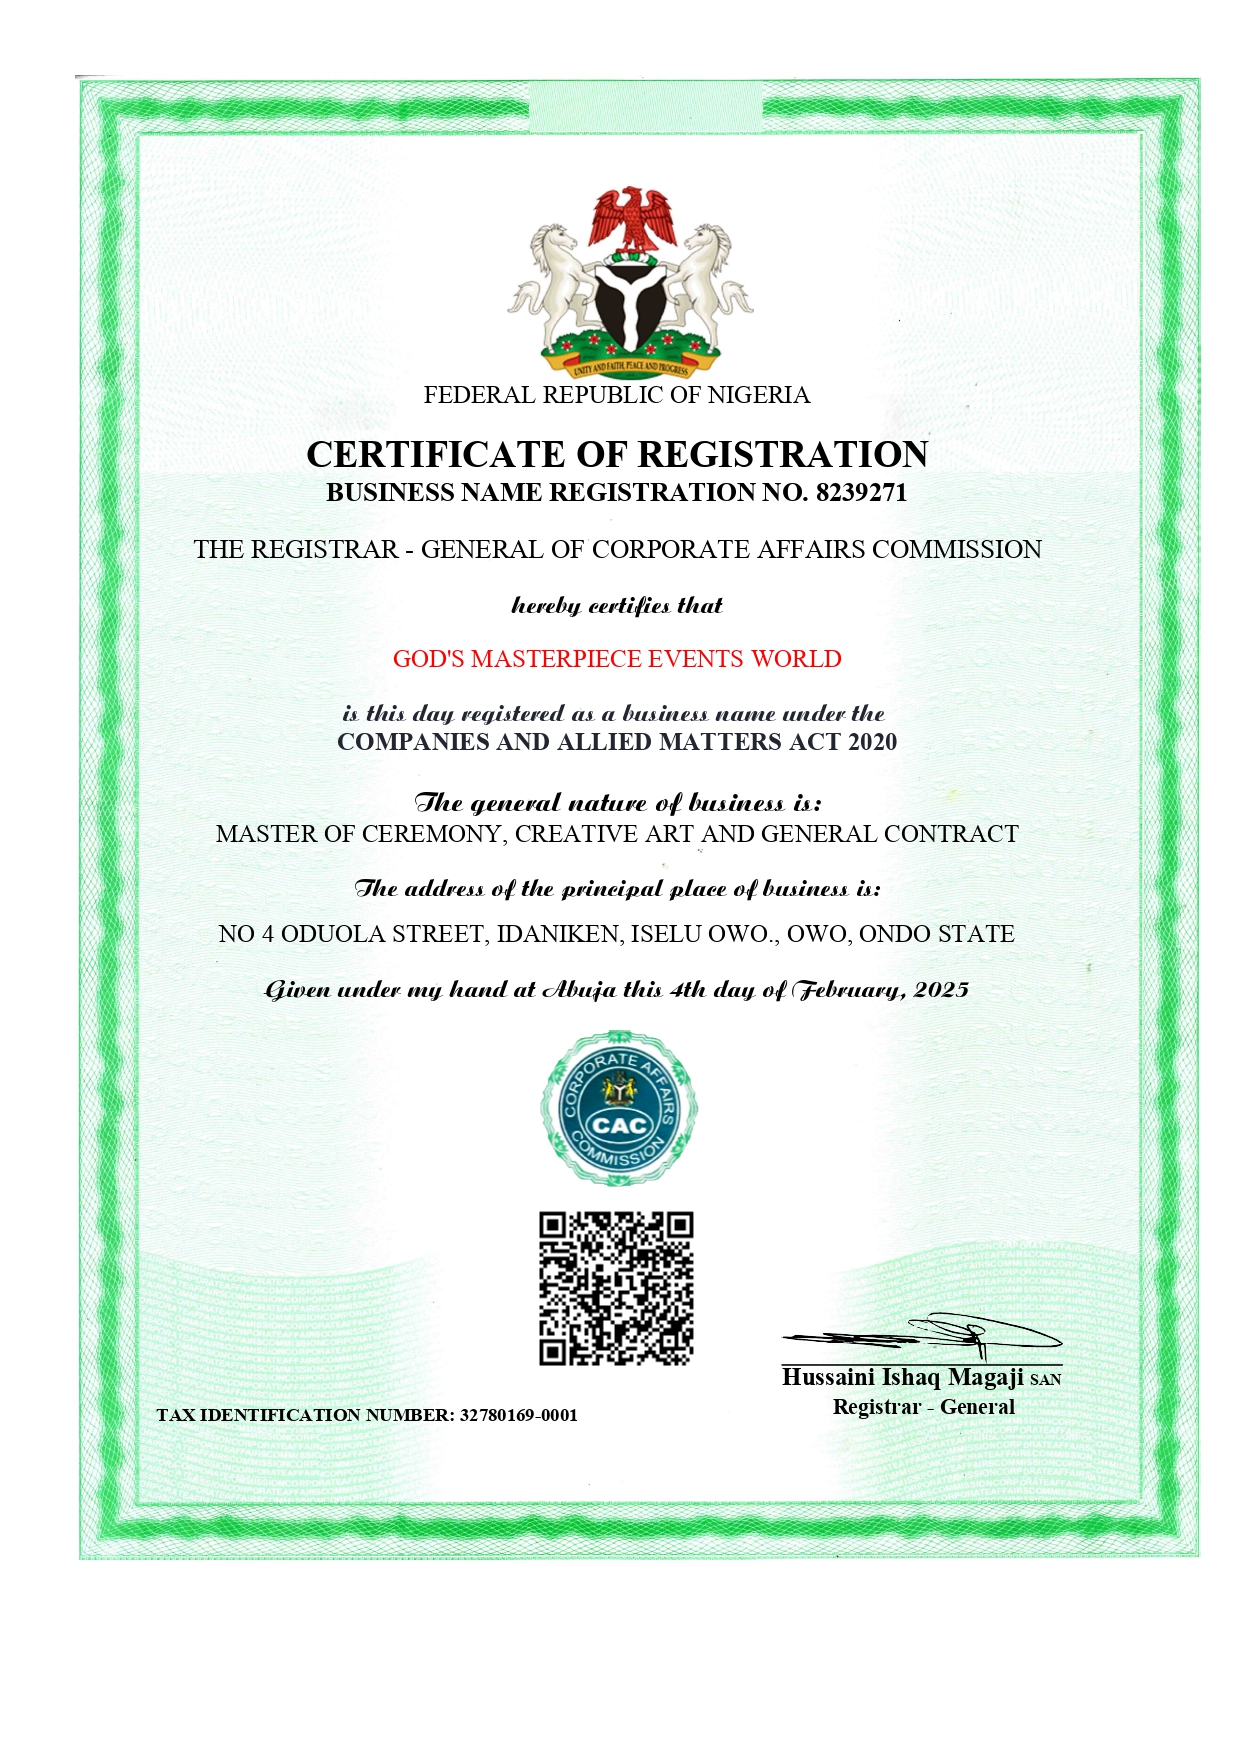 UNITY AND FAITH, PEACE AND PROGRESS
FEDERAL REPUBLIC OF NIGERIA
CERTIFICATE OF REGISTRATION
BUSINESS NAME REGISTRATION NO. 8239271
THE REGISTRAR - GENERAL OF CORPORATE AFFAIRS COMMISSION
hereby certifies that
GOD'S MASTERPIECE EVENTS WORLD
is this day registered as a business name under the
COMPANIES AND ALLIED MATTERS ACT 2020
The general nature of business is:
MASTER OF CEREMONY, CREATIVE ART AND GENERAL CONTRACT
The address of the principal place of business is:
NO 4 ODUOLA STREET, IDANIKEN, ISELU OWO., OWO, ONDO STATE
Given under my hand at Abuja this 4th day of February, 2025
CORPORATE AFFAIRS
CAC
COMMISSION
Hussaini Ishaq Magaji SAN
Registrar - General
TAX IDENTIFICATION NUMBER: 32780169-0001